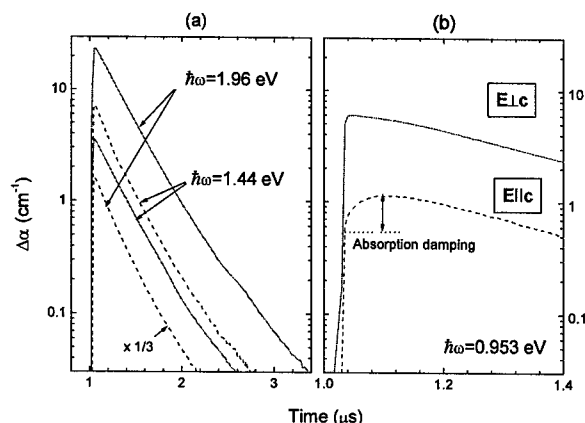 (a) (b)
10
ħω=1.96 eV
E⊥c
10
ħω=1.44 eV
1
E||c
1
Δα (cm⁻¹)
Absorption damping
0.1
x 1/3
ħω=0.953 eV
0.1
1 2 3 1.0 1.2 1.4
Time (μs)